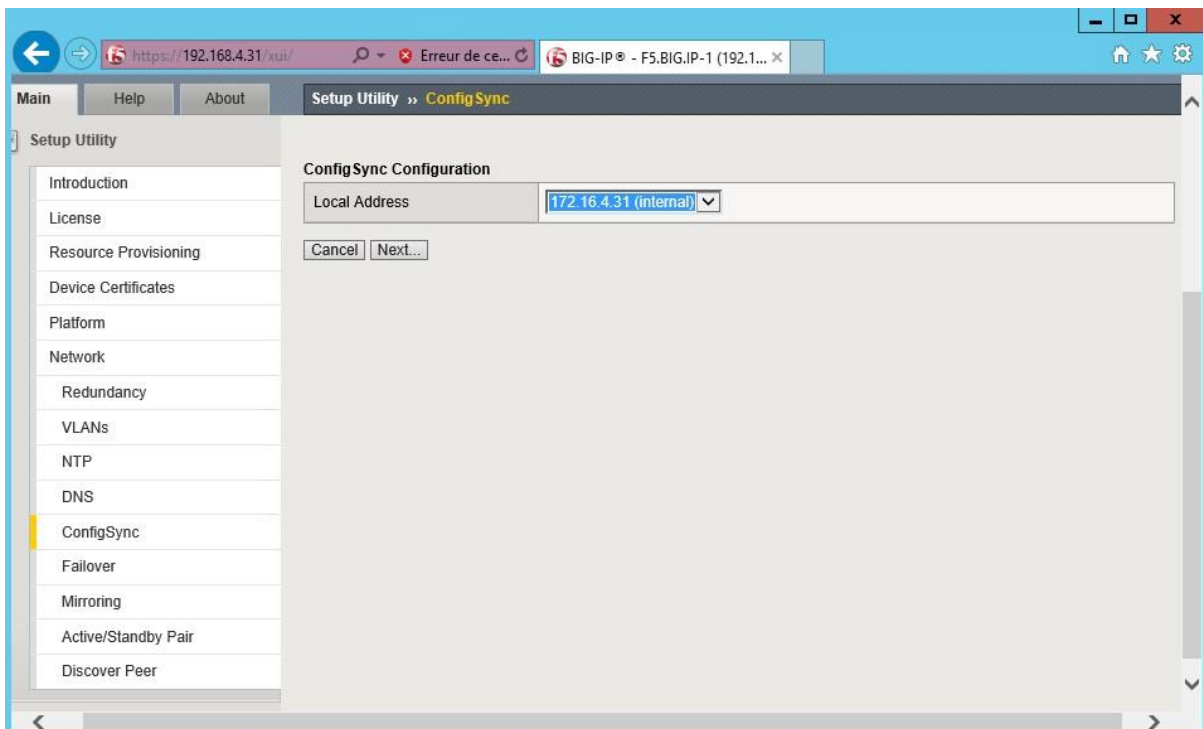 https://192.168.4.31/xui/
Erreur de ce...
BIG-IP® - F5.BIG.IP-1 (192.1...
Main
Help
About
Setup Utility » ConfigSync
Setup Utility
Introduction
License
Resource Provisioning
Device Certificates
Platform
Network
Redundancy
VLANs
NTP
DNS
ConfigSync
Failover
Mirroring
Active/Standby Pair
Discover Peer
ConfigSync Configuration
Local Address
172.16.4.31 (internal)
Cancel
Next...